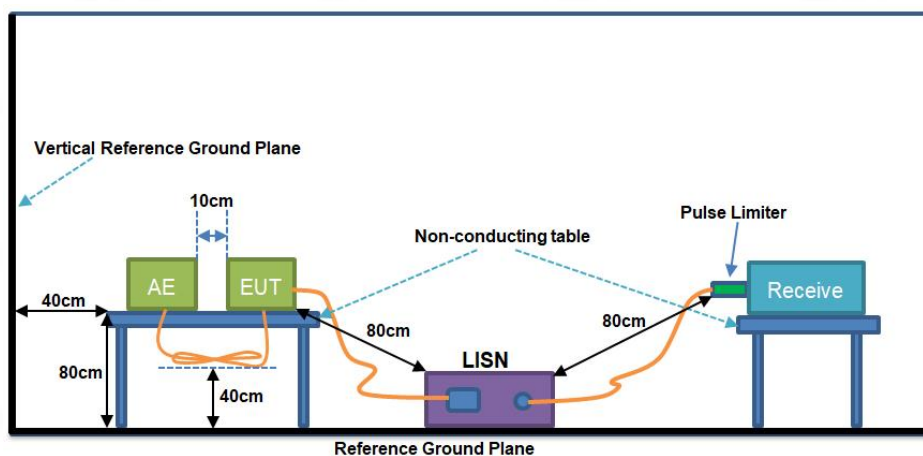 Vertical Reference Ground Plane
10cm
Pulse Limiter
Non-conducting table
AE
EUT
Receive
40cm
80cm
80cm
LISN
80cm
40cm
Reference Ground Plane